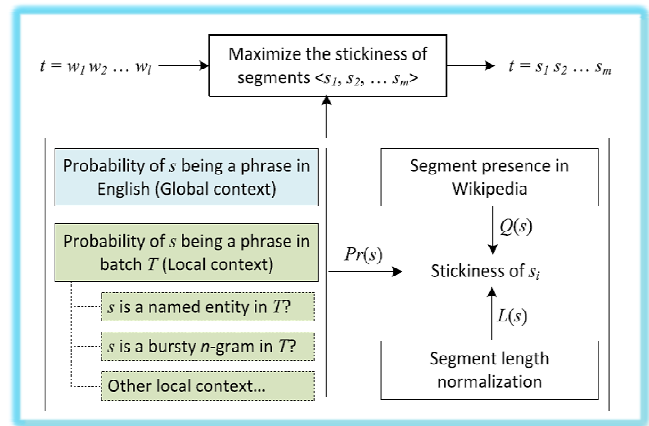 t = w1 w2 … wl
Maximize the stickiness of
segments <s1, s2, … sm>
t = s1 s2 … sm
Probability of s being a phrase in
English (Global context)
Probability of s being a phrase in
batch T (Local context)
s is a named entity in T?
s is a bursty n-gram in T?
Other local context…
Pr(s)
Segment presence in
Wikipedia
Q(s)
Stickiness of si
L(s)
Segment length
normalization